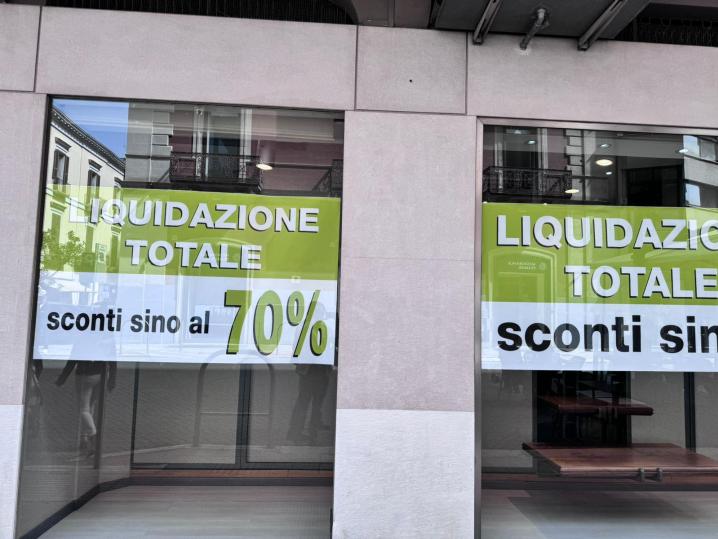 LIQUIDAZIONE
TOTALE
sconti sino al 70%
LIQUIDAZIO
TOTALE
sconti sin